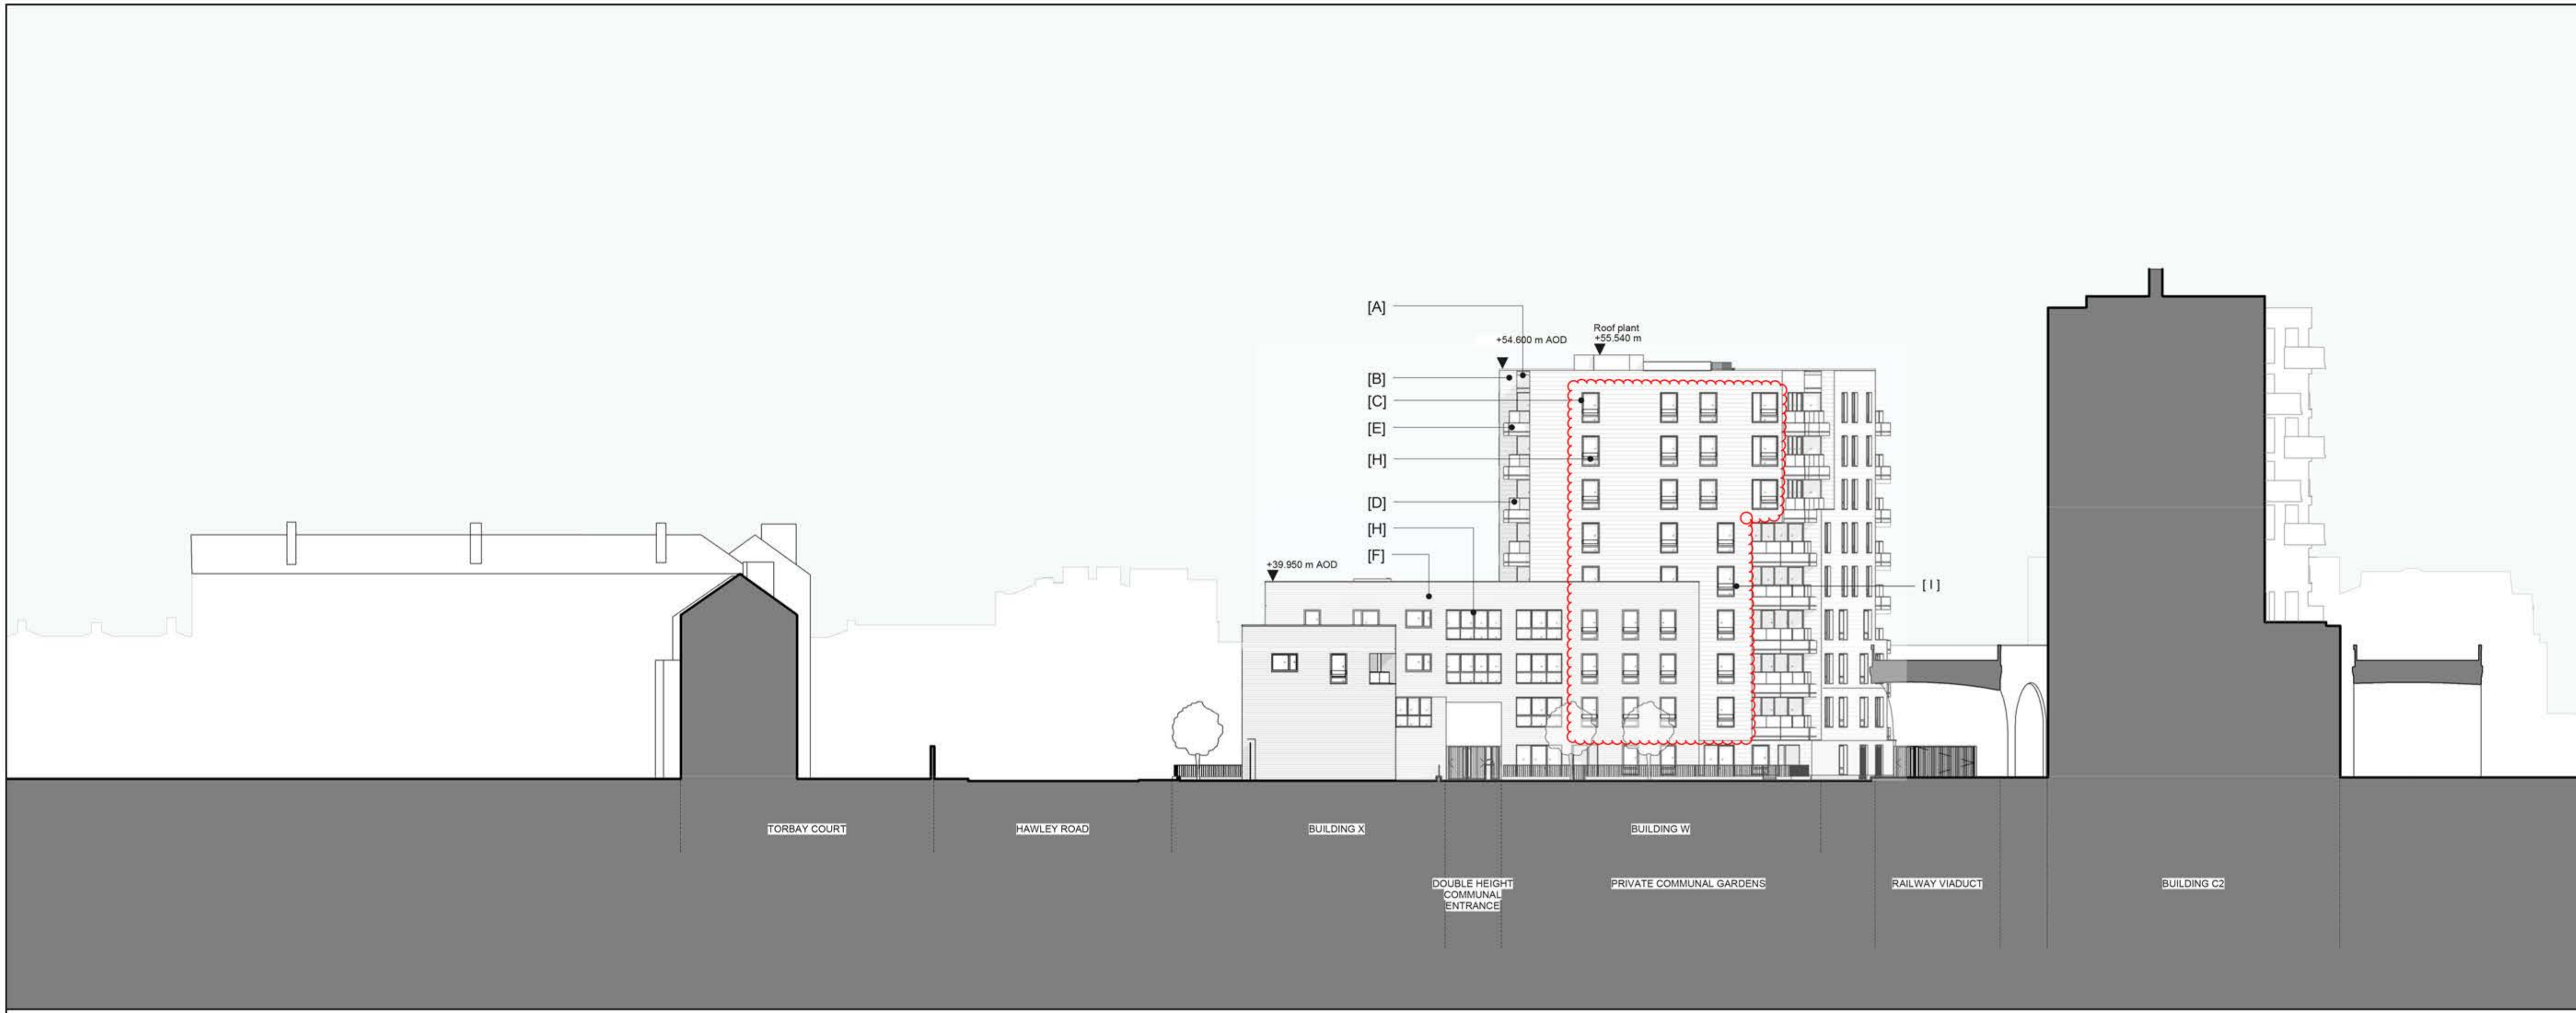 [A]
Roof plant
+55.540 m
+54.600 m AOD
[B]
[C]
[E]
[H]
[D]
[H]
[F]
+39.950 m AOD
[ I ]
TORBAY COURT
HAWLEY ROAD
BUILDING X
BUILDING W
DOUBLE HEIGHT
COMMUNAL
ENTRANCE
PRIVATE COMMUNAL GARDENS
RAILWAY VIADUCT
BUILDING C2